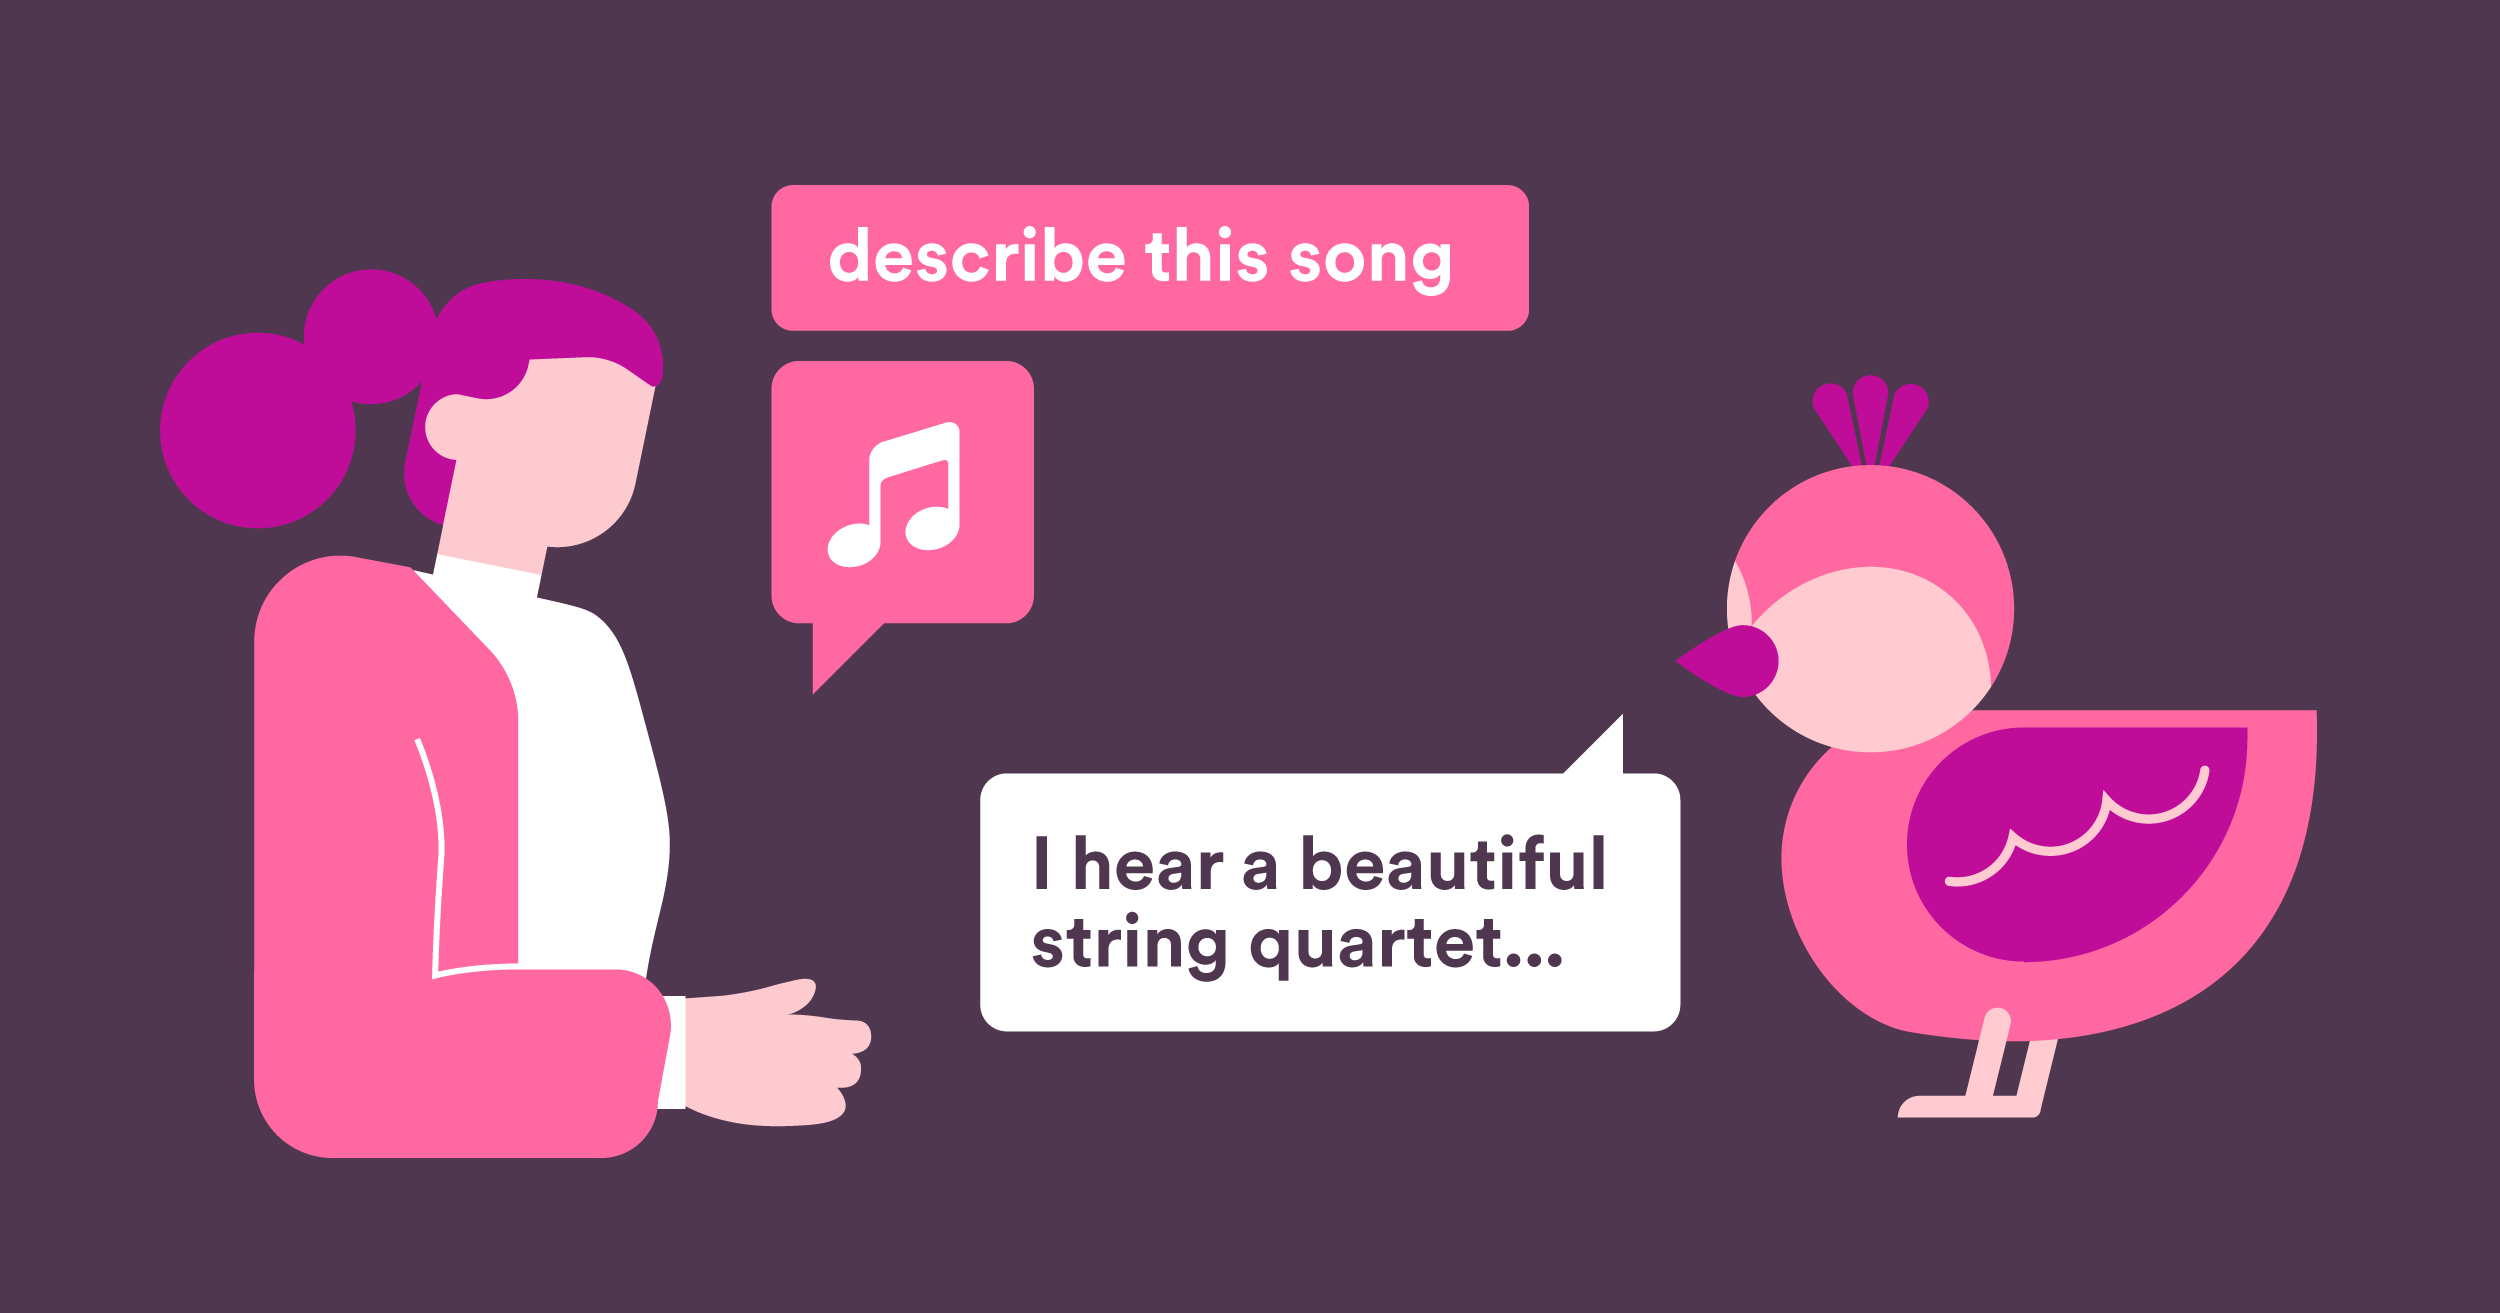 describe this song
I hear a beautiful
string quartet...